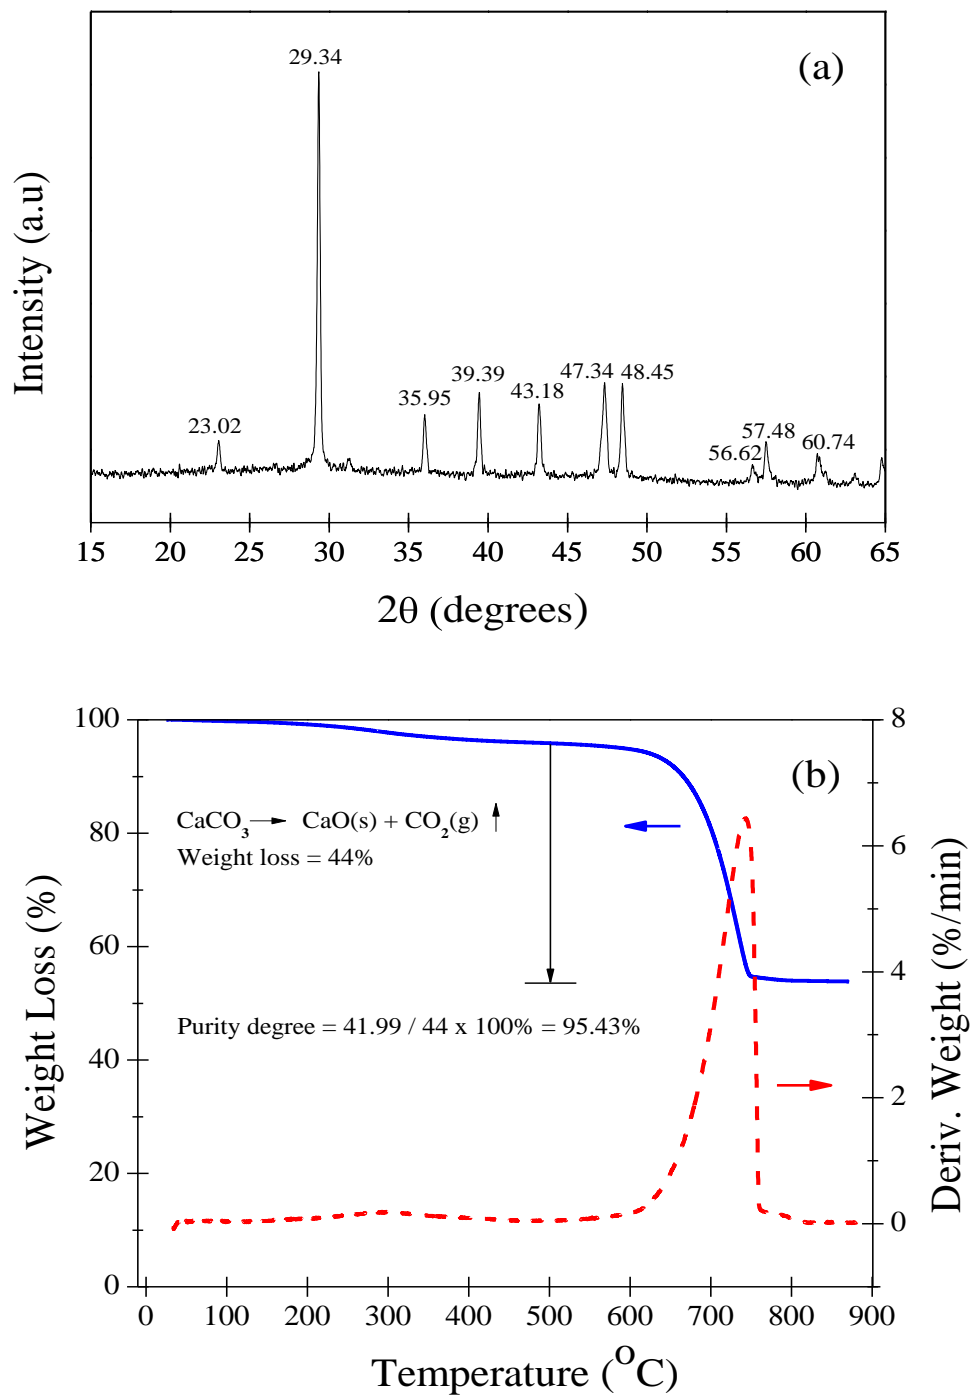 (a)
29.34
23.02
35.95
39.39
43.18
47.34
48.45
56.62
57.48
60.74
Intensity (a.u)
15 20 25 30 35 40 45 50 55 60 65
2θ (degrees)
(b)
100
80
60
40
20
0
Weight Loss (%)
CaCO₃ → CaO(s) + CO₂(g) ↑
Weight loss = 44%
Purity degree = 41.99 / 44 x 100% = 95.43%
8
6
4
2
0
Deriv. Weight (%/min)
0 100 200 300 400 500 600 700 800 900
Temperature (°C)